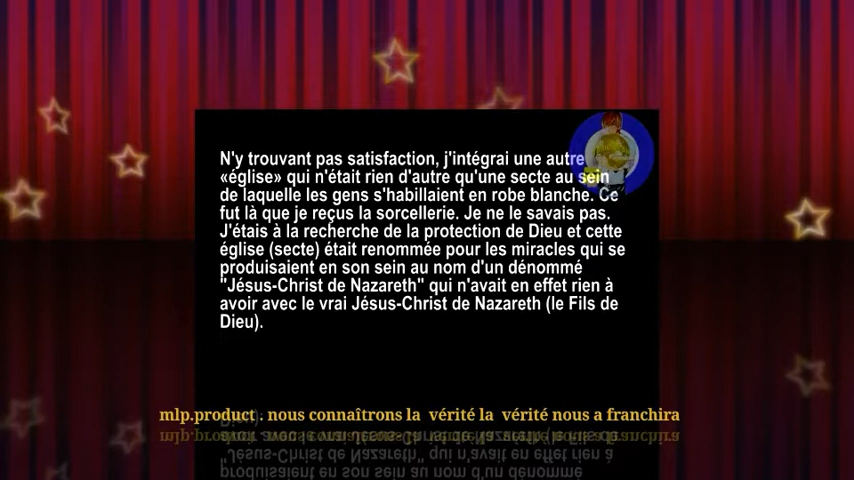 N'y trouvant pas satisfaction, j'intégrai une autre
«église» qui n'était rien d'autre qu'une secte au sein
de laquelle les gens s'habillaient en robe blanche. Ce
fut là que je reçus la sorcellerie. Je ne le savais pas.
J'étais à la recherche de la protection de Dieu et cette
église (secte) était renommée pour les miracles qui se
produisaient en son sein au nom d'un dénommé
"Jésus-Christ de Nazareth" qui n'avait en effet rien à
avoir avec le vrai Jésus-Christ de Nazareth (le Fils de
Dieu).
mlp.product . nous connaîtrons la vérité la vérité nous a franchira